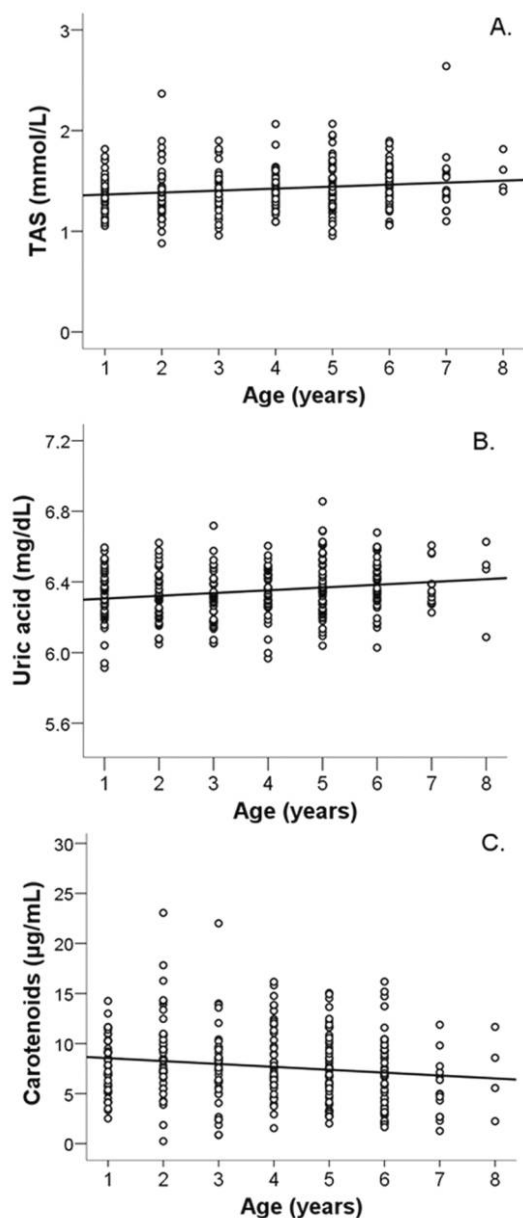 A.
TAS (mmol/L)
3
2
1
0
1 2 3 4 5 6 7 8
Age (years)
B.
Uric acid (mg/dL)
7.2
6.8
6.4
6.0
5.6
1 2 3 4 5 6 7 8
Age (years)
C.
Carotenoids (µg/mL)
30
25
20
15
10
5
0
1 2 3 4 5 6 7 8
Age (years)